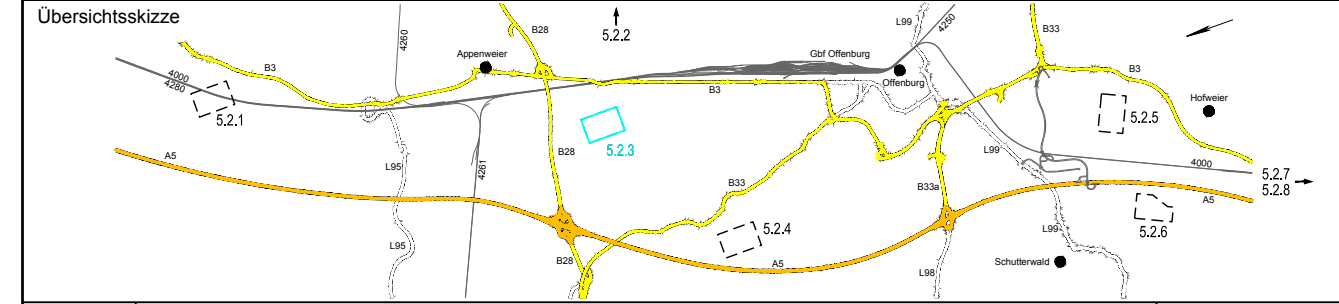 Übersichtsskizze
B28
5.2.2
L99
4250
B33
4260
Appenweier
Gbf Offenburg
Offenburg
B3
4000
4280
5.2.1
B3
B3
Hofweier
5.2.5
5.2.3
L99
L95
4261
B28
A5
B33
B33a
4000
5.2.7
5.2.8
A5
5.2.6
5.2.4
L95
B28
A5
L98
L99
Schutterwald